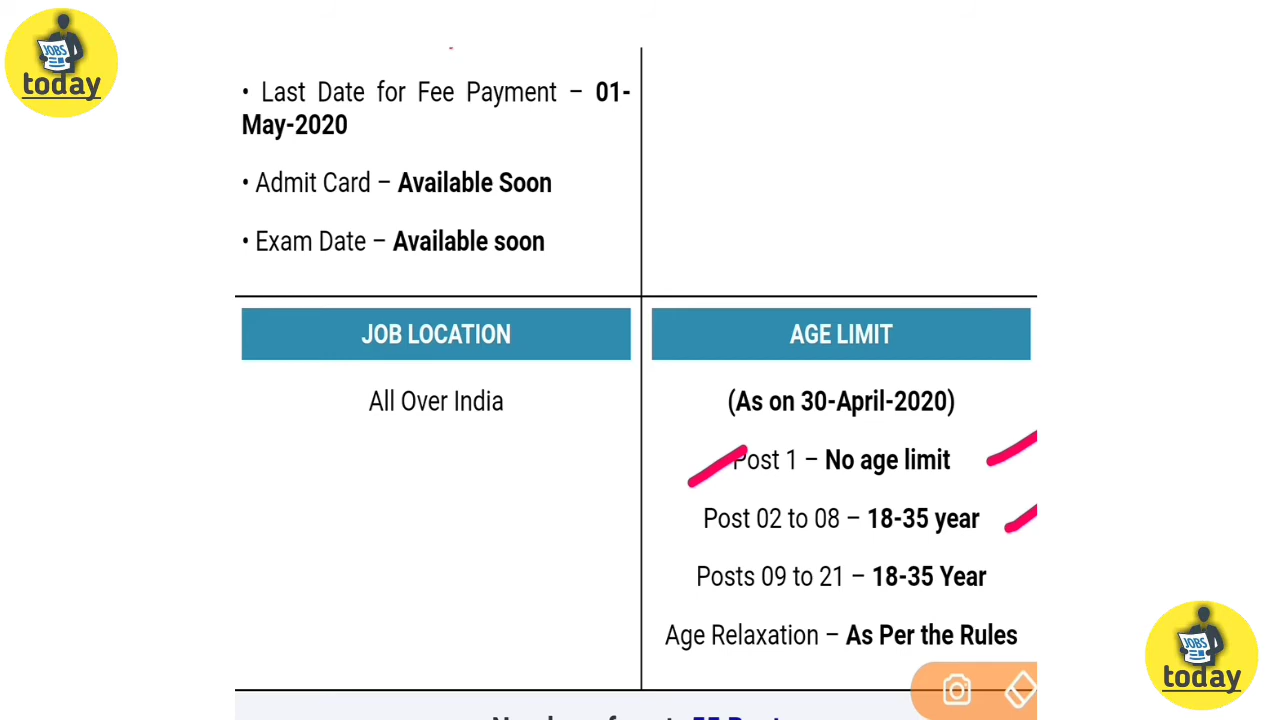 JOBS
today
• Last Date for Fee Payment – 01-
May-2020
• Admit Card – Available Soon
• Exam Date – Available soon
JOB LOCATION
All Over India
AGE LIMIT
(As on 30-April-2020)
Post 1 – No age limit
Post 02 to 08 – 18-35 year
Posts 09 to 21 – 18-35 Year
Age Relaxation – As Per the Rules
JOBS
today